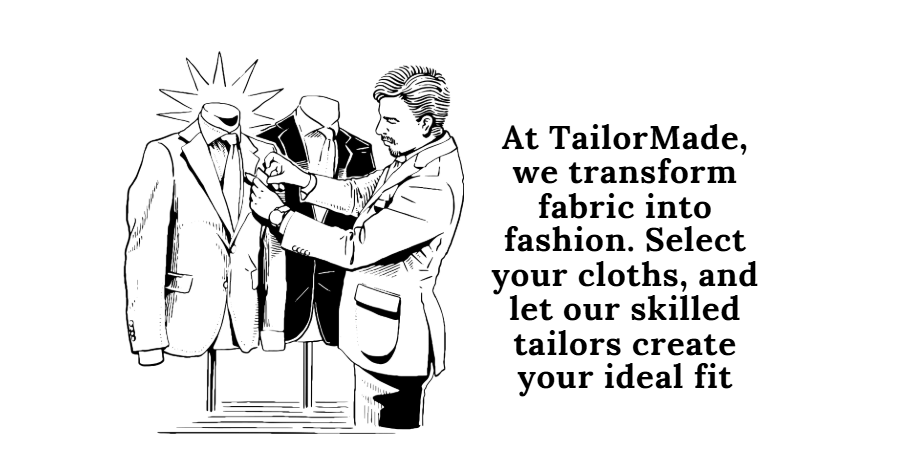 At TailorMade,
we transform
fabric into
fashion. Select
your cloths, and
let our skilled
tailors create
your ideal fit